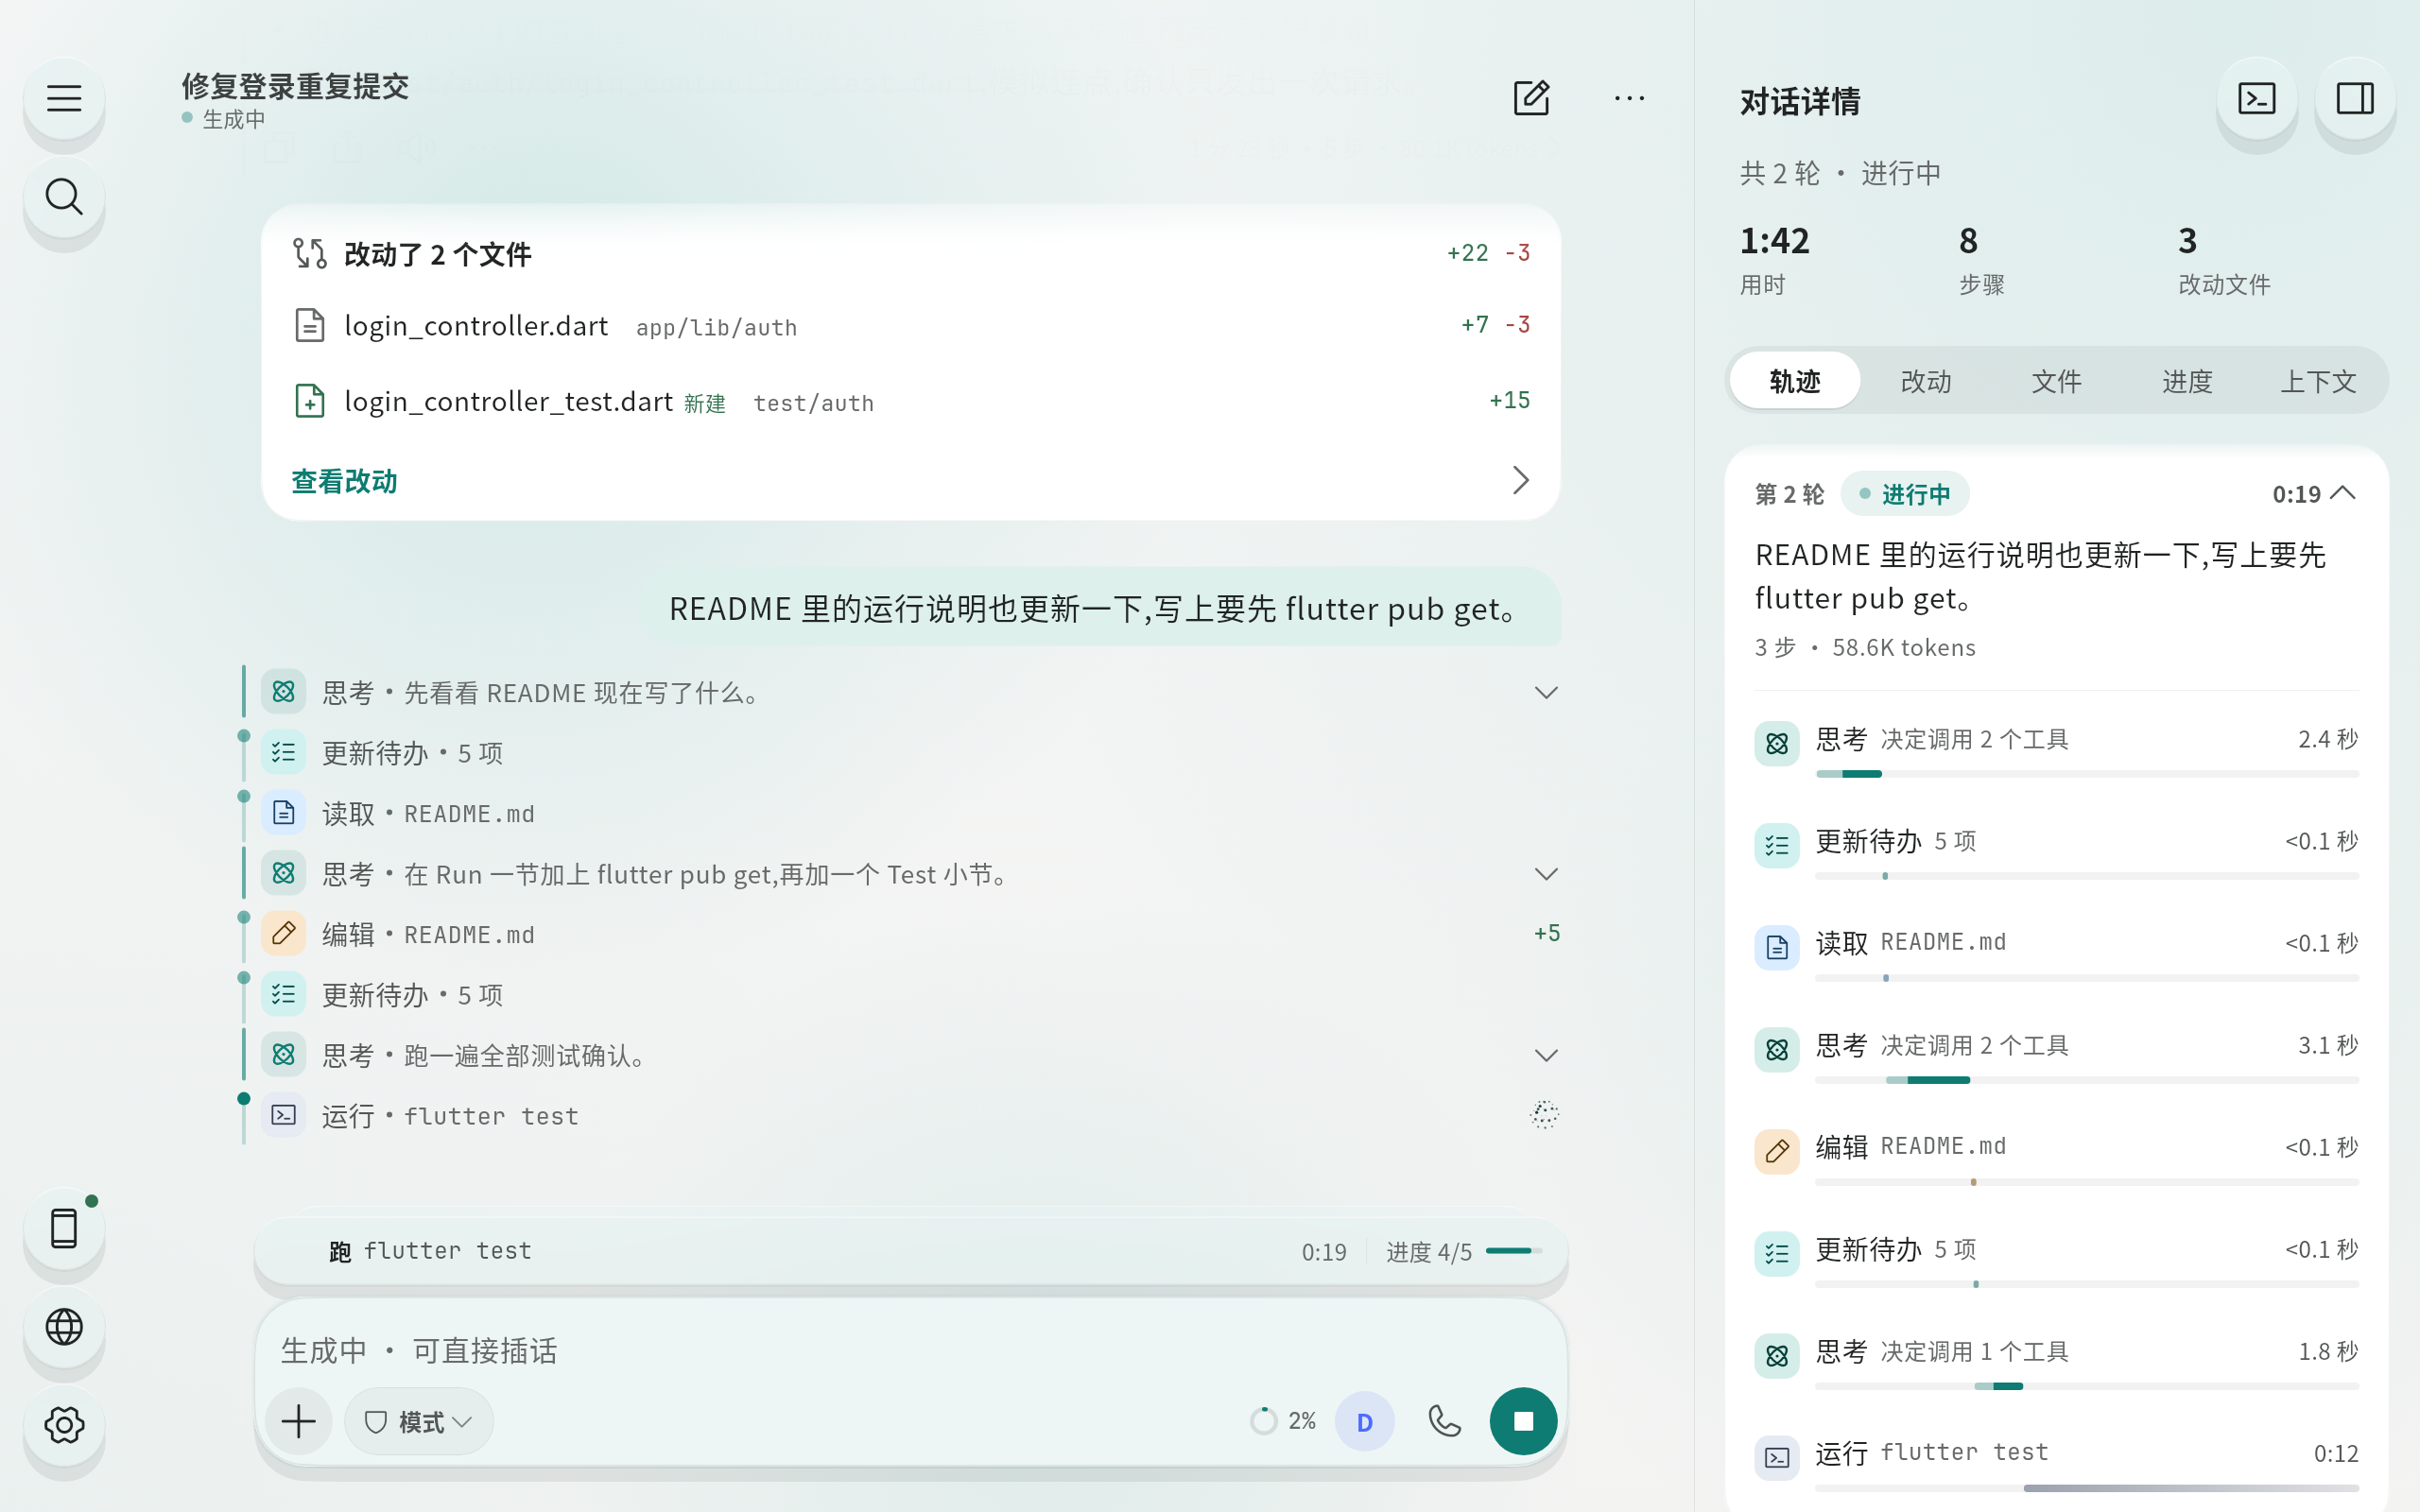 修复登录重复提交
生成中
改动了 2 个文件
+22 -3
login_controller.dart app/lib/auth
+7 -3
login_controller_test.dart 新建 test/auth
+15
查看改动
README 里的运行说明也更新一下,写上要先 flutter pub get。
思考・先看看 README 现在写了什么。
更新待办・5 项
读取・README.md
思考・在 Run 一节加上 flutter pub get,再加一个 Test 小节。
编辑・README.md
+5
更新待办・5 项
思考・跑一遍全部测试确认。
运行・flutter test
跑 flutter test
0:19
进度 4/5
生成中 · 可直接插话
模式
2%
D
对话详情
共 2 轮 · 进行中
1:42
用时
8
步骤
3
改动文件
轨迹
改动
文件
进度
上下文
第 2 轮
进行中
0:19
README 里的运行说明也更新一下,写上要先
flutter pub get。
3 步 · 58.6K tokens
思考 决定调用 2 个工具
2.4 秒
更新待办 5 项
<0.1 秒
读取 README.md
<0.1 秒
思考 决定调用 2 个工具
3.1 秒
编辑 README.md
<0.1 秒
更新待办 5 项
<0.1 秒
思考 决定调用 1 个工具
1.8 秒
运行 flutter test
0:12